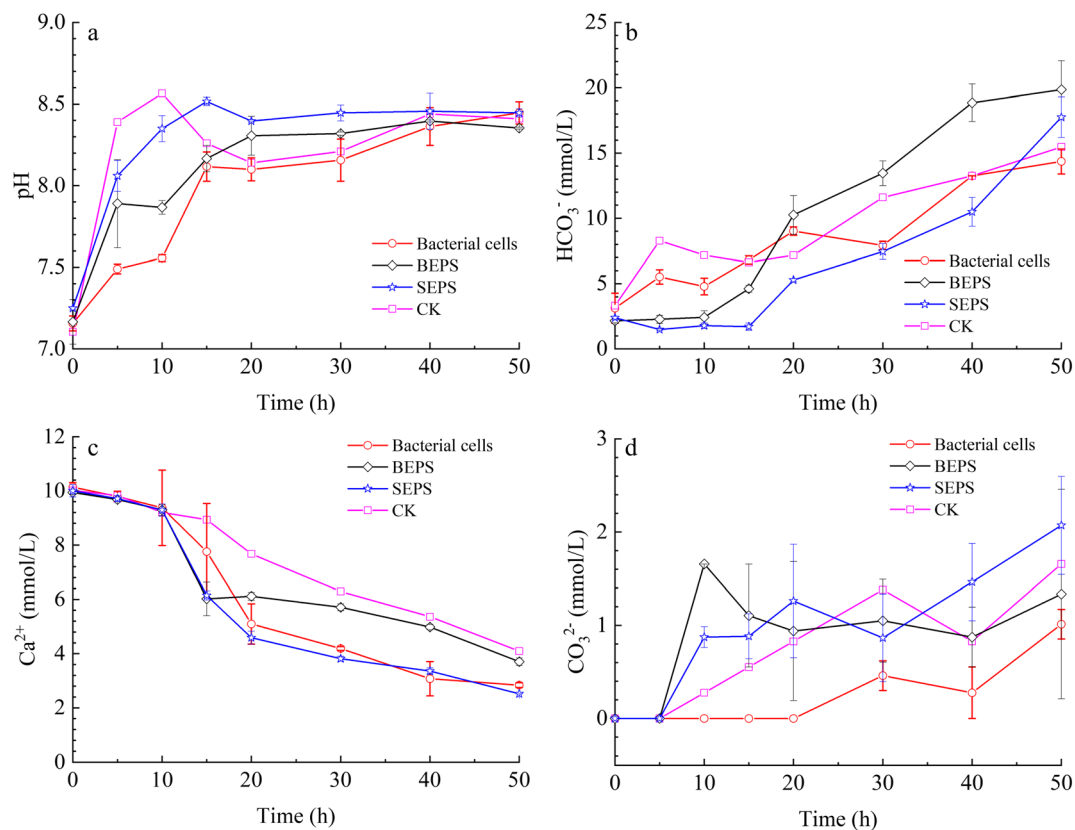 a
9.0
8.5
8.0
7.5
7.0
pH
0
10
20
30
40
50
Time (h)
Bacterial cells
BEPS
SEPS
CK
b
25
20
15
10
5
0
HCO₃⁻ (mmol/L)
0
10
20
30
40
50
Time (h)
Bacterial cells
BEPS
SEPS
CK
c
12
10
8
6
4
2
0
Ca²⁺ (mmol/L)
0
10
20
30
40
50
Time (h)
Bacterial cells
BEPS
SEPS
CK
d
3
2
1
0
CO₃²⁻ (mmol/L)
0
10
20
30
40
50
Time (h)
Bacterial cells
BEPS
SEPS
CK